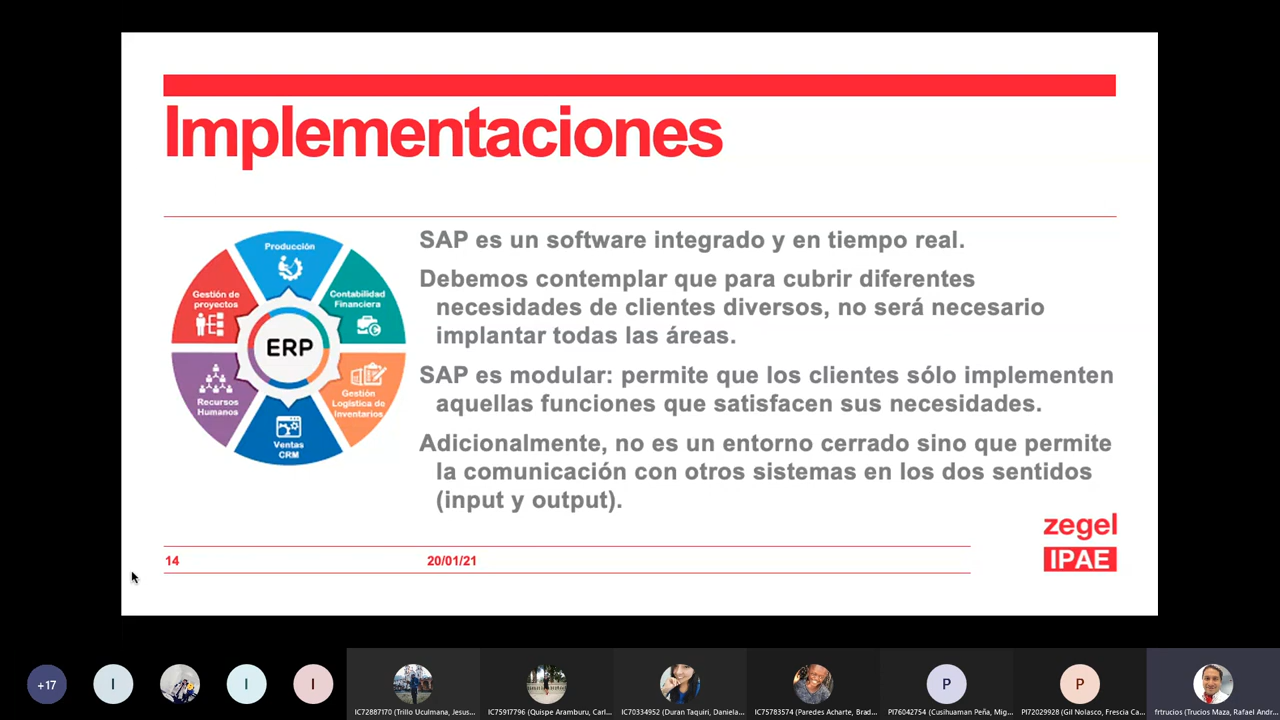 Implementaciones
Producción
Gestión de
proyectos
Contabilidad
Financiera
ERP
Recursos
Humanos
Gestión
Logística de
Inventarios
Ventas
CRM
SAP es un software integrado y en tiempo real.
Debemos contemplar que para cubrir diferentes
necesidades de clientes diversos, no será necesario
implantar todas las áreas.
SAP es modular: permite que los clientes sólo implementen
aquellas funciones que satisfacen sus necesidades.
Adicionalmente, no es un entorno cerrado sino que permite
la comunicación con otros sistemas en los dos sentidos
(input y output).
zegel
IPAE
14
20/01/21
+17
I
I
I
P
P
IC72887170 (Trillo Uculmana, Jesus...
IC75917796 (Quispe Aramburu, Carl...
IC70334952 (Duran Taquiri, Daniela...
IC75783574 (Paredes Acharte, Brad...
PI76042754 (Cusihuaman Peña, Mig...
PI72029928 (Gil Nolasco, Frescia Ca...
frtrucios (Trucios Maza, Rafael Andr...